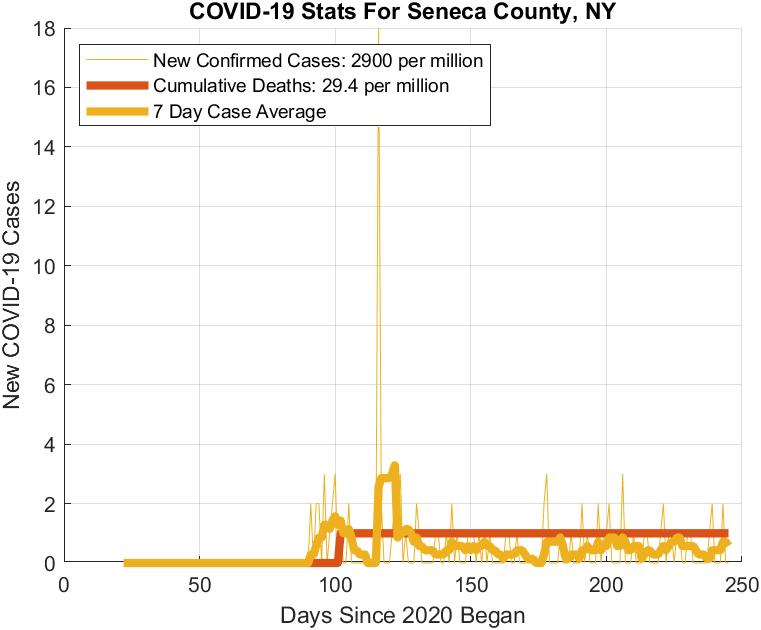 COVID-19 Stats For Seneca County, NY
18
16
14
12
10
8
6
4
2
0
New COVID-19 Cases
New Confirmed Cases: 2900 per million
Cumulative Deaths: 29.4 per million
7 Day Case Average
0
50
100
150
200
250
Days Since 2020 Began